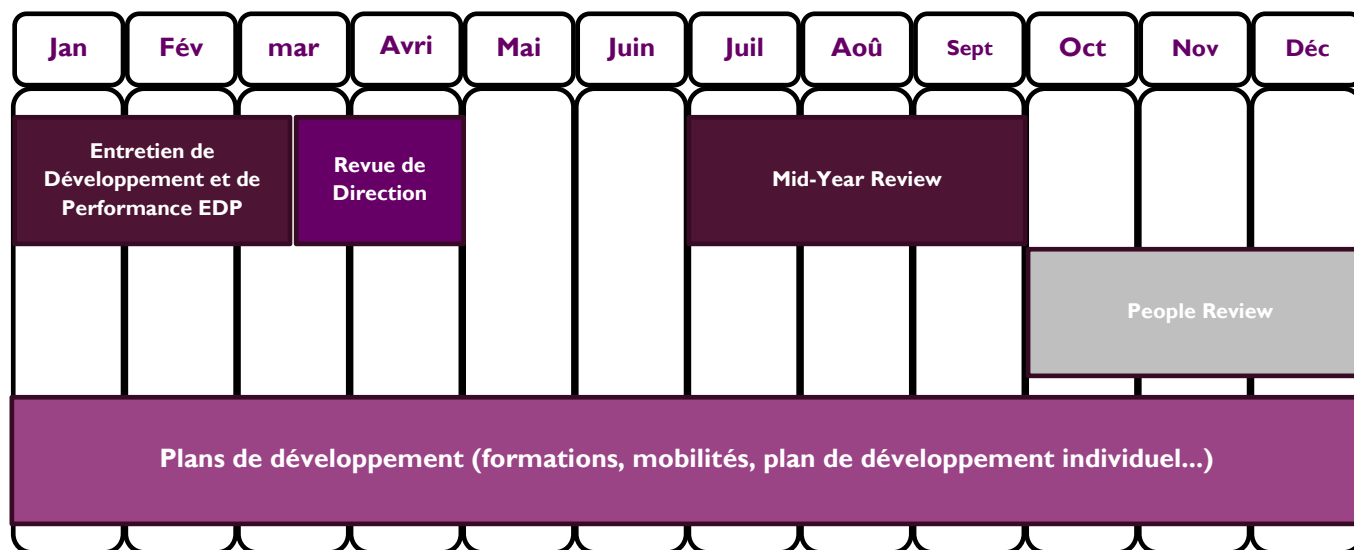 Jan Fév mar Avri Mai Juin Juil Aoû Sept Oct Nov Déc
Entretien de
Développement et de
Performance EDP
Revue de
Direction
Mid-Year Review
People Review
Plans de développement (formations, mobilités, plan de développement individuel...)